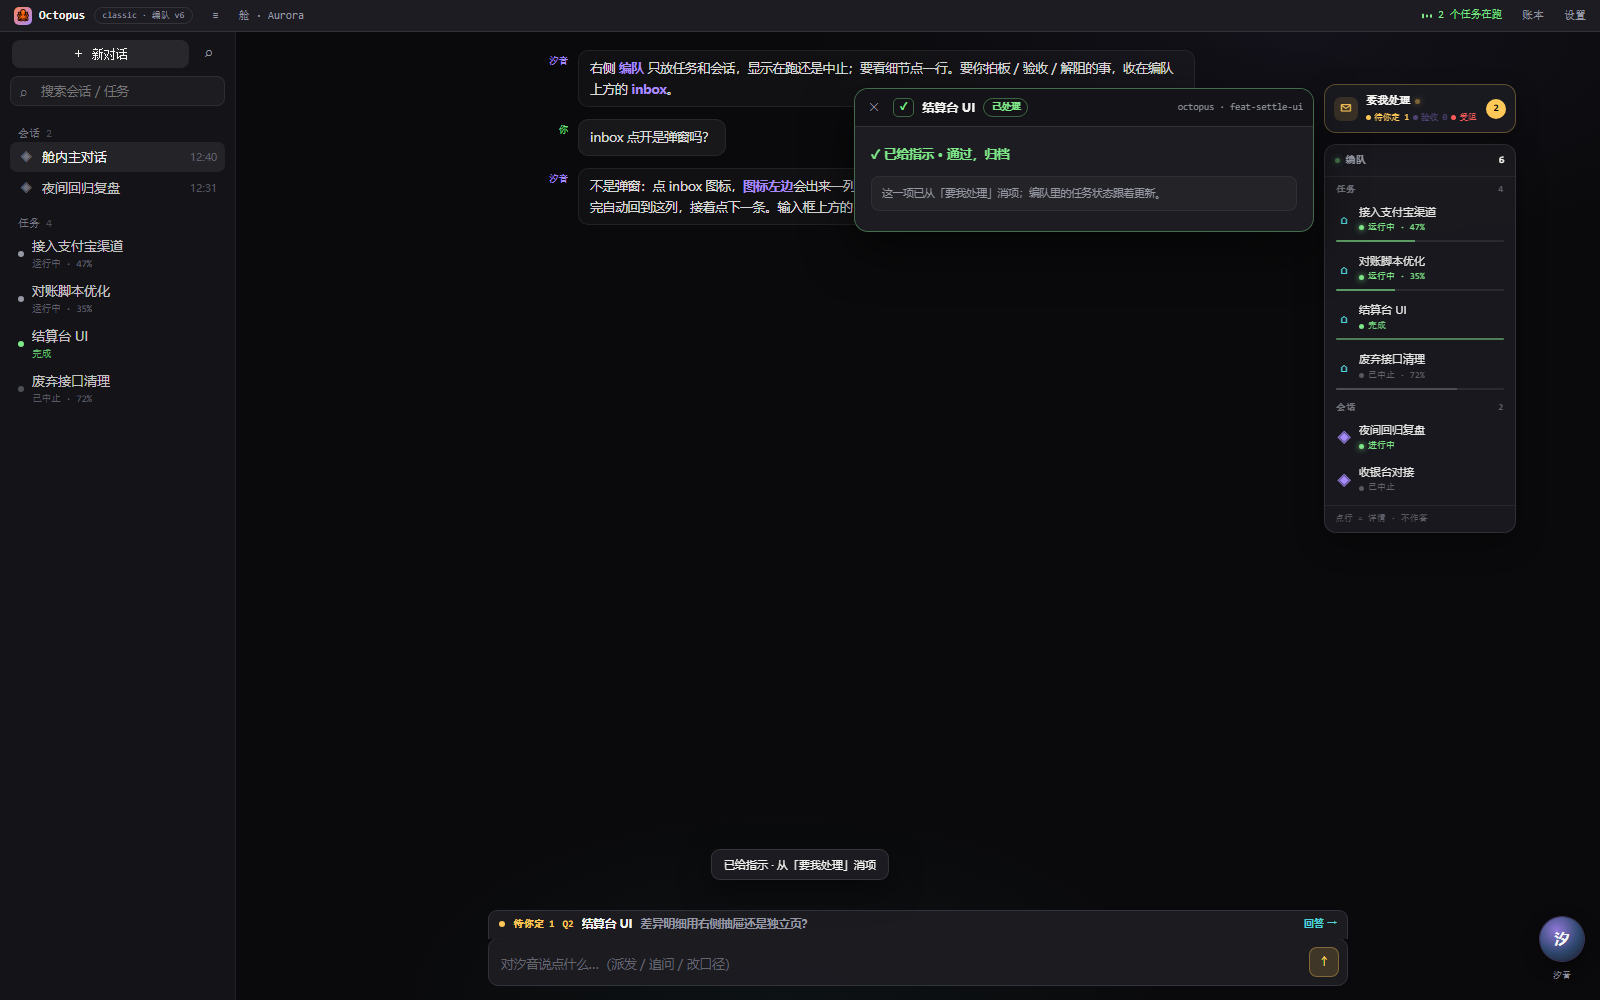 Octopus
classic · 编队 v6
≡
舱 · Aurora
2 个任务在跑
账本
设置
+ 新对话
搜索会话 / 任务
会话 2
舱内主对话 12:40
夜间回归复盘 12:31
任务 4
接入支付宝渠道
运行中 · 47%
对账脚本优化
运行中 · 35%
结算台 UI
完成
废弃接口清理
已中止 · 72%
汐音
右侧 编队 只放任务和会话，显示在跑还是中止；要看细节点一行。要你拍板 / 验收 / 解阻的事，收在编队
上方的 inbox。
你
inbox 点开是弹窗吗？
汐音
不是弹窗：点 inbox 图标，图标左边会出来一列
完自动回到这列，接着点下一条。输入框上方的
× ✓ 结算台 UI 已处理 octopus · feat-settle-ui
✓ 已给指示 • 通过，归档
这一项已从「要我处理」消项；编队里的任务状态跟着更新。
要我处理
待你定 1 验收 0 受阻
2
编队 6
任务 4
接入支付宝渠道
运行中 · 47%
对账脚本优化
运行中 · 35%
结算台 UI
完成
废弃接口清理
已中止 · 72%
会话 2
夜间回归复盘
进行中
收银台对接
已中止
点行 = 详情 · 不作答
已给指示 · 从「要我处理」消项
待你定 1 Q2 结算台 UI 差异明细用右侧抽屉还是独立页？ 回答 →
对汐音说点什么…（派发 / 追问 / 改口径）
↑
汐
汐音